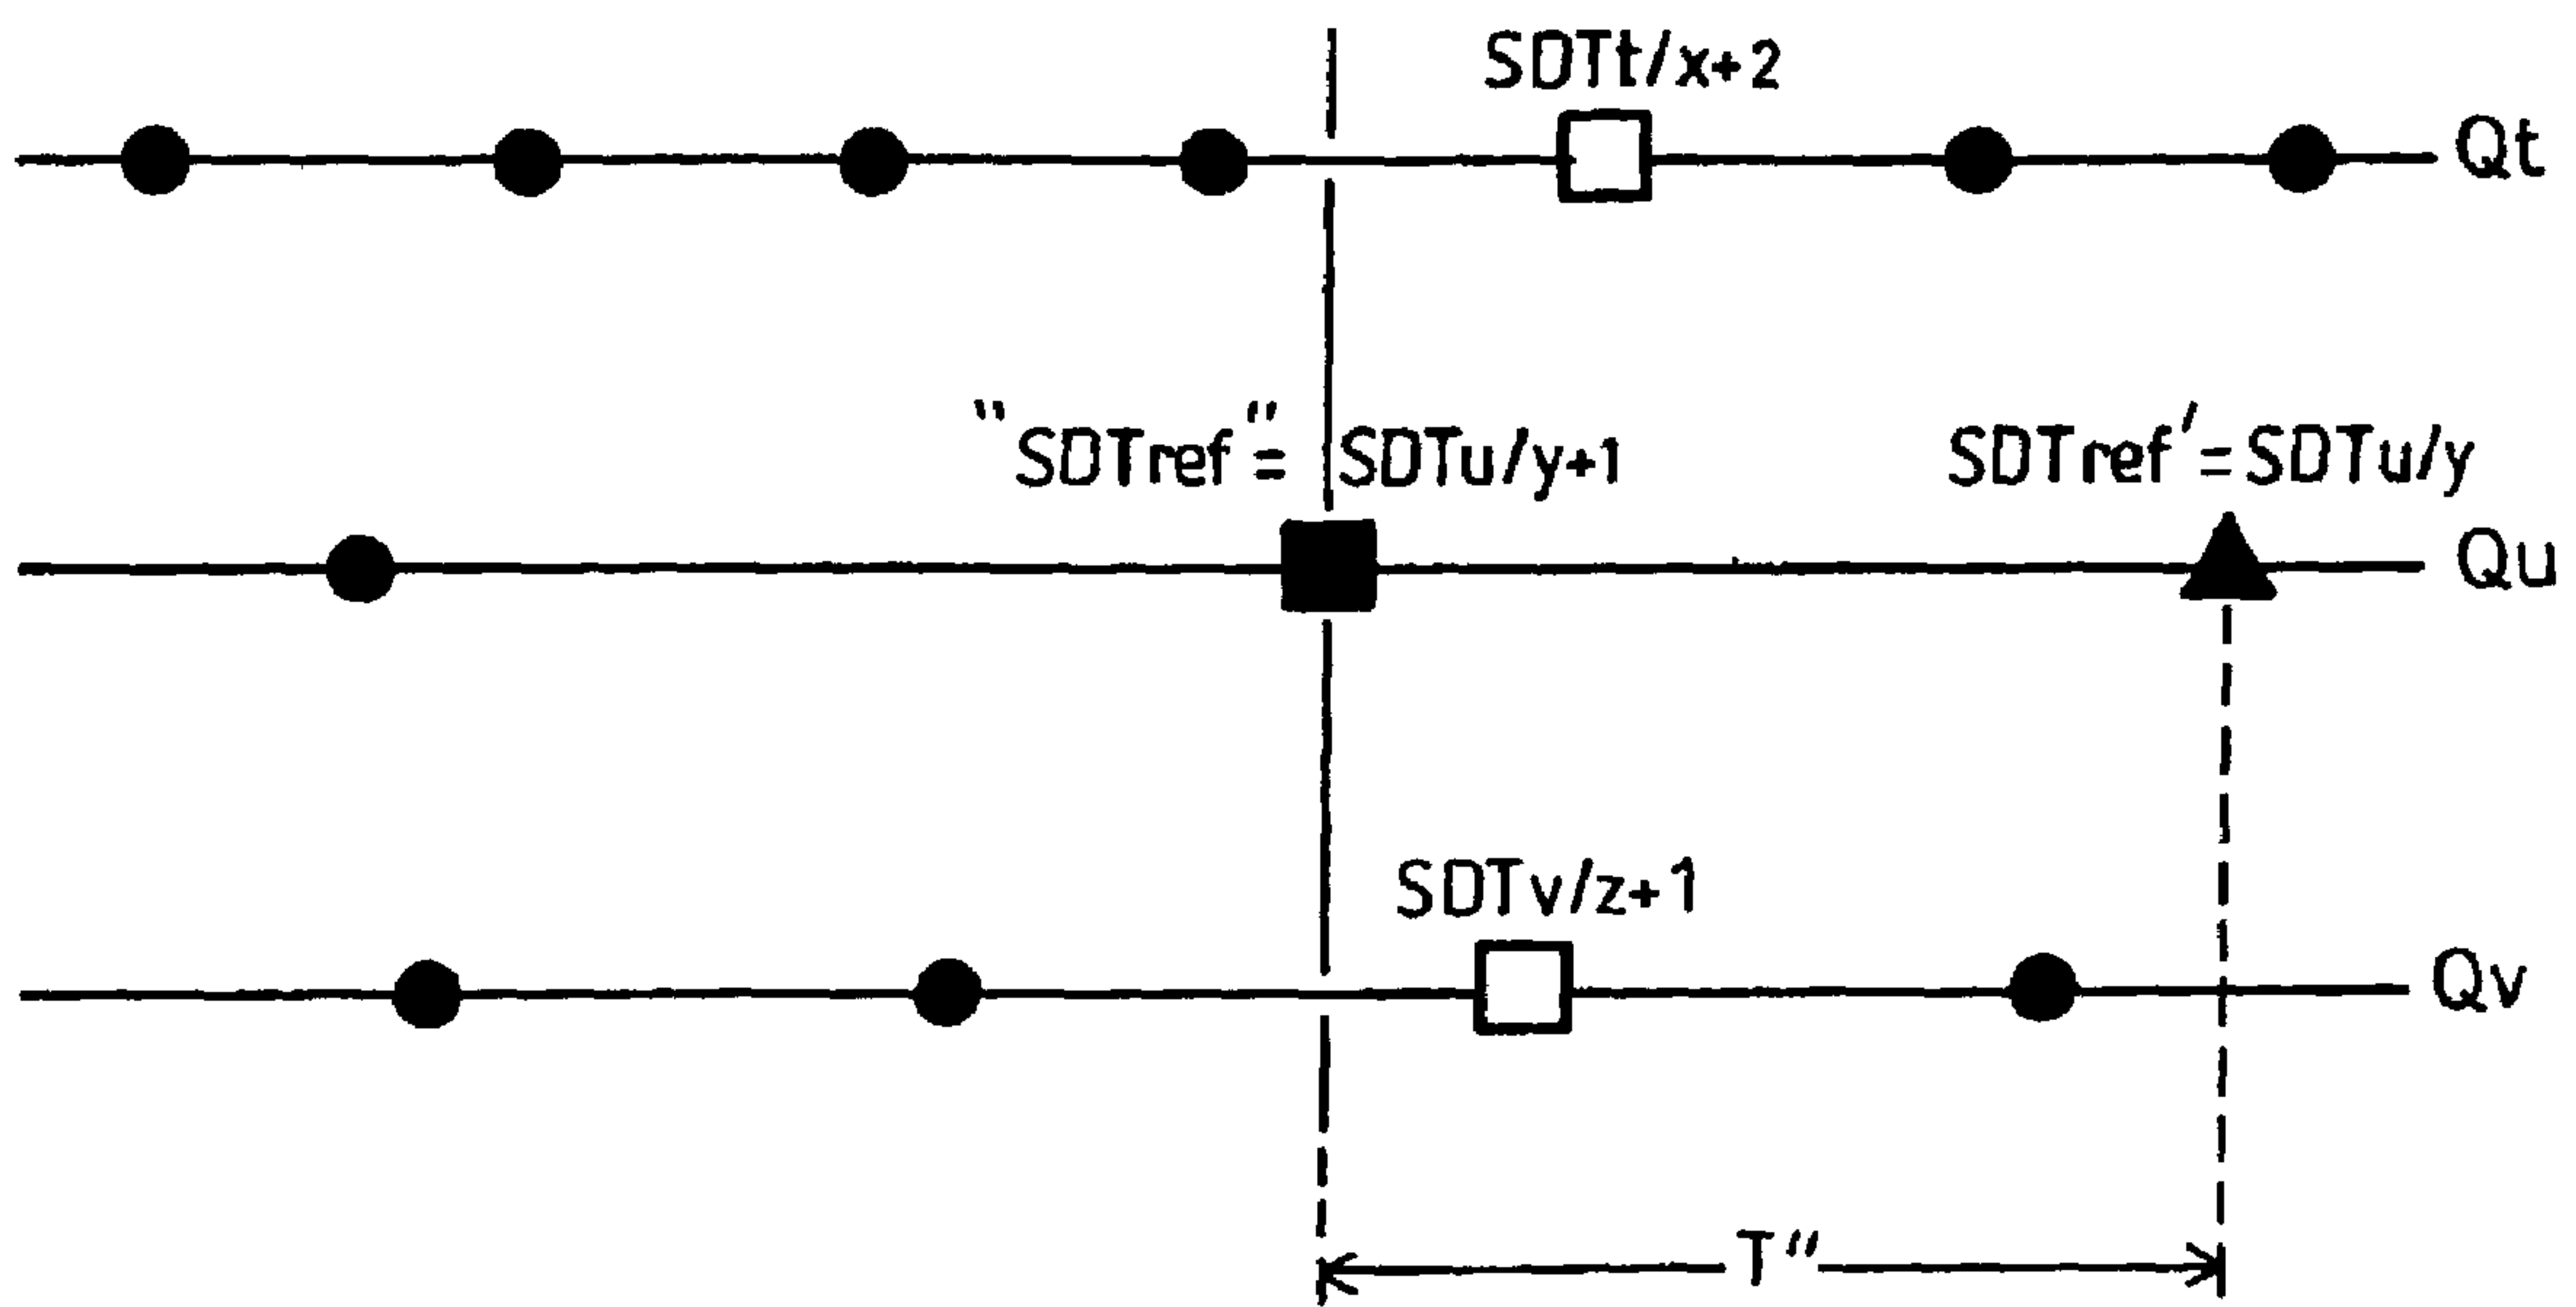 SDTt/x+2
Qt
"SDTref"= SDTu/y+1
SDTref'=SDTu/y
Qu
SDTv/z+1
Qv
T"